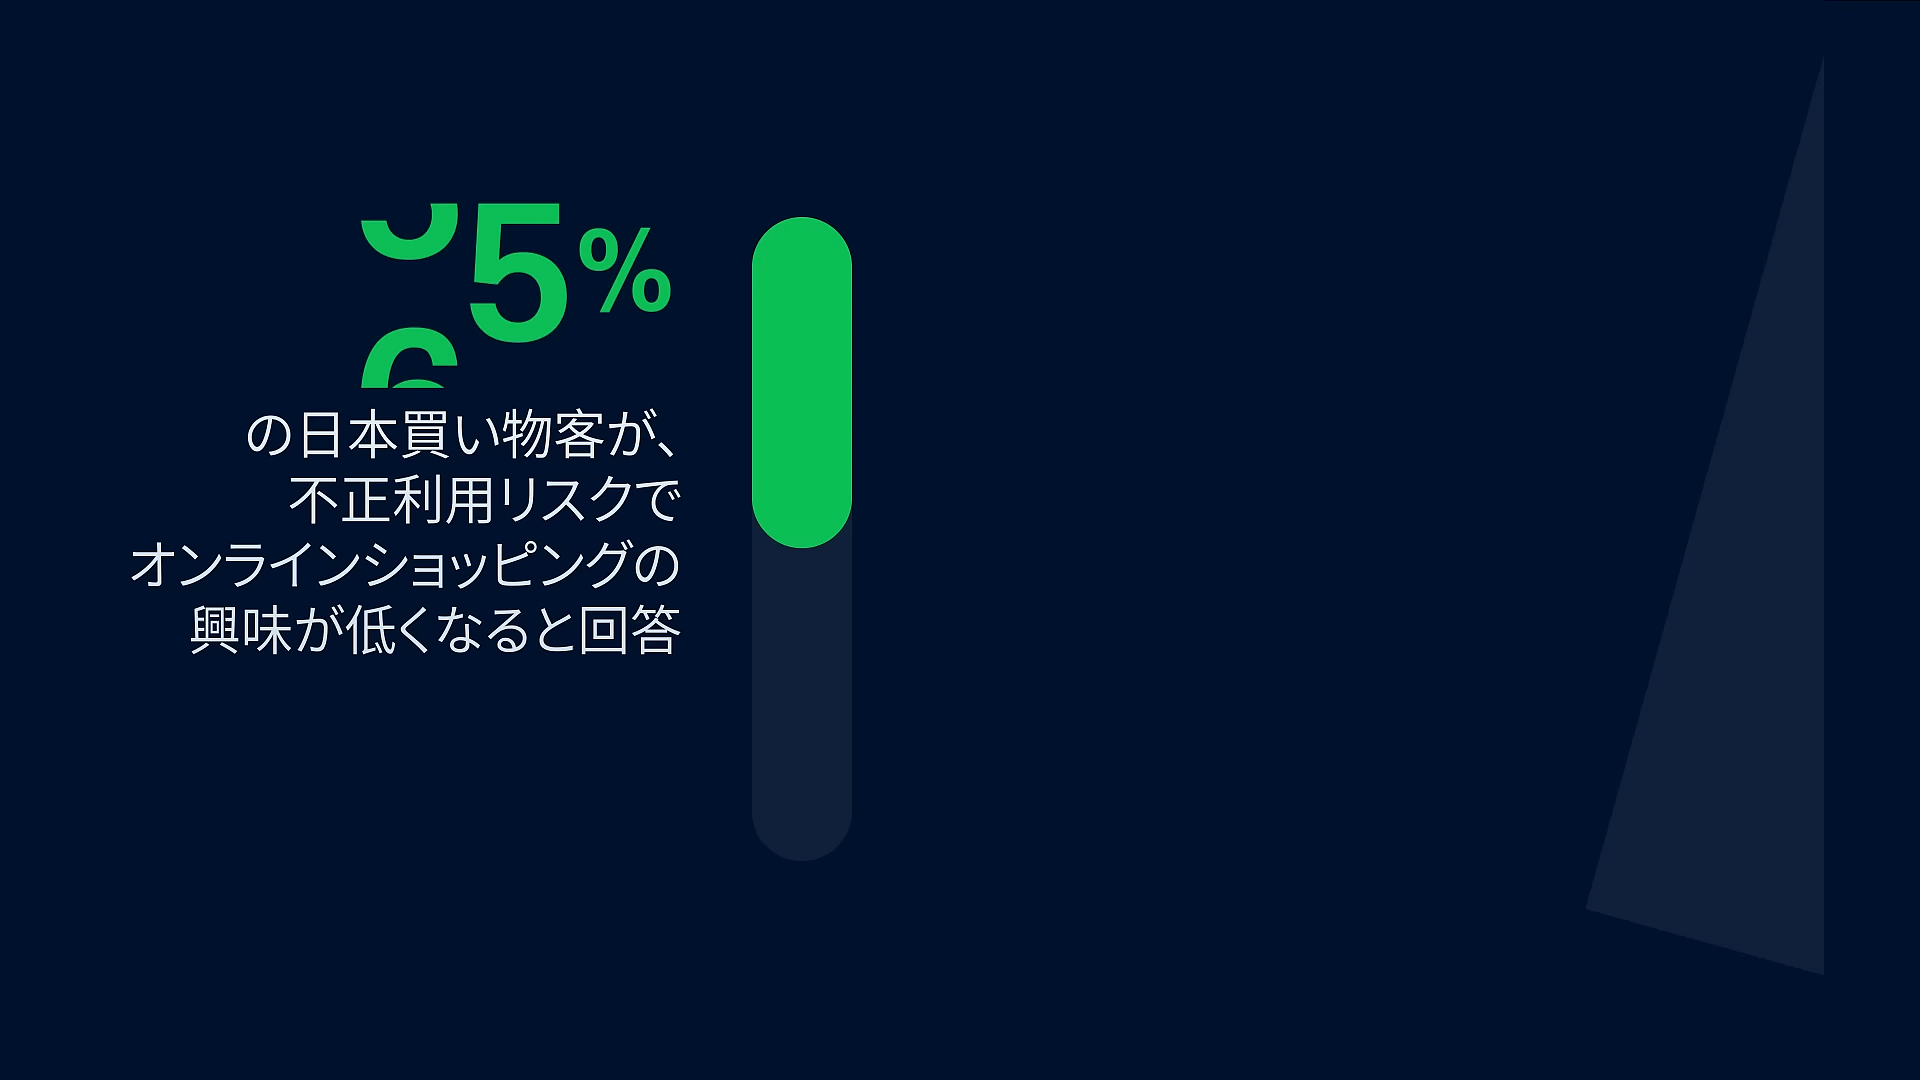 5%
の日本買い物客が、
不正利用リスクで
オンラインショッピングの
興味が低くなると回答